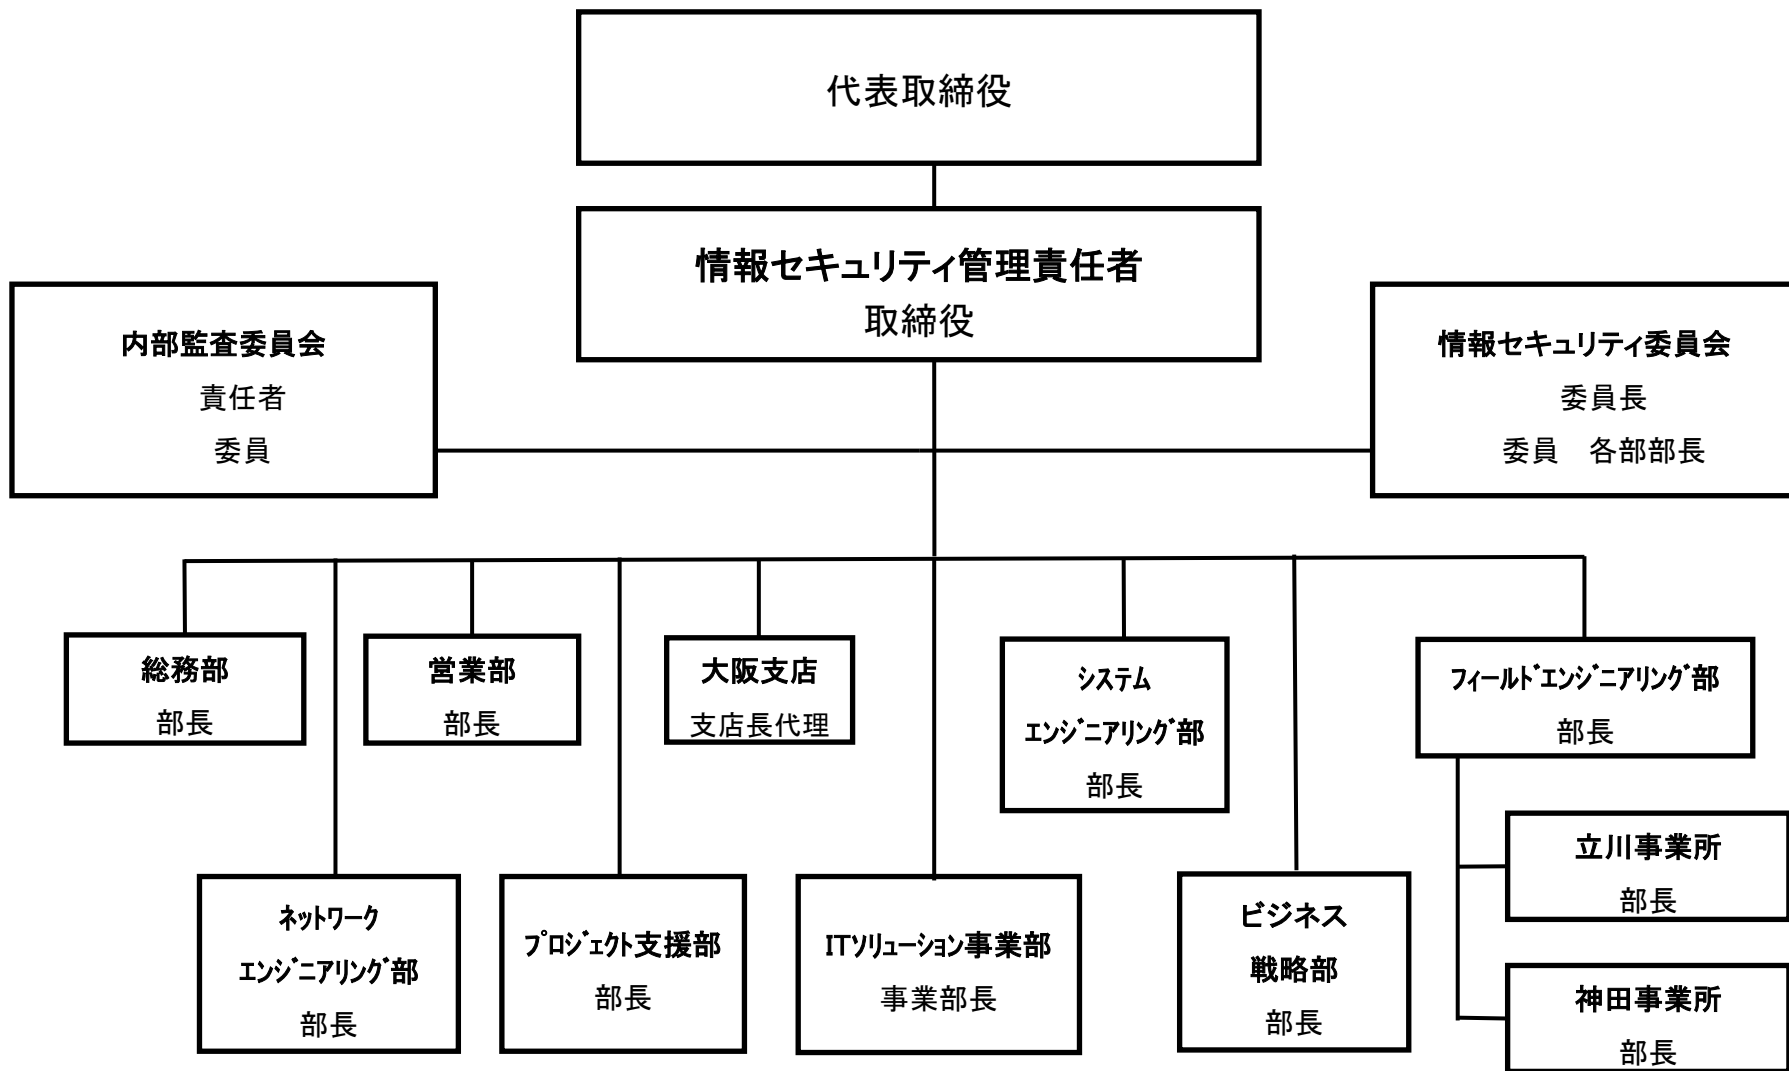 代表取締役
情報セキュリティ管理責任者
取締役
内部監査委員会
責任者
委員
情報セキュリティ委員会
委員長
委員　各部部長
総務部
部長
営業部
部長
大阪支店
支店長代理
システム
エンジニアリング部
部長
フィールドエンジニアリング部
部長
立川事業所
部長
神田事業所
部長
ネットワーク
エンジニアリング部
部長
プロジェクト支援部
部長
ITソリューション事業部
事業部長
ビジネス
戦略部
部長